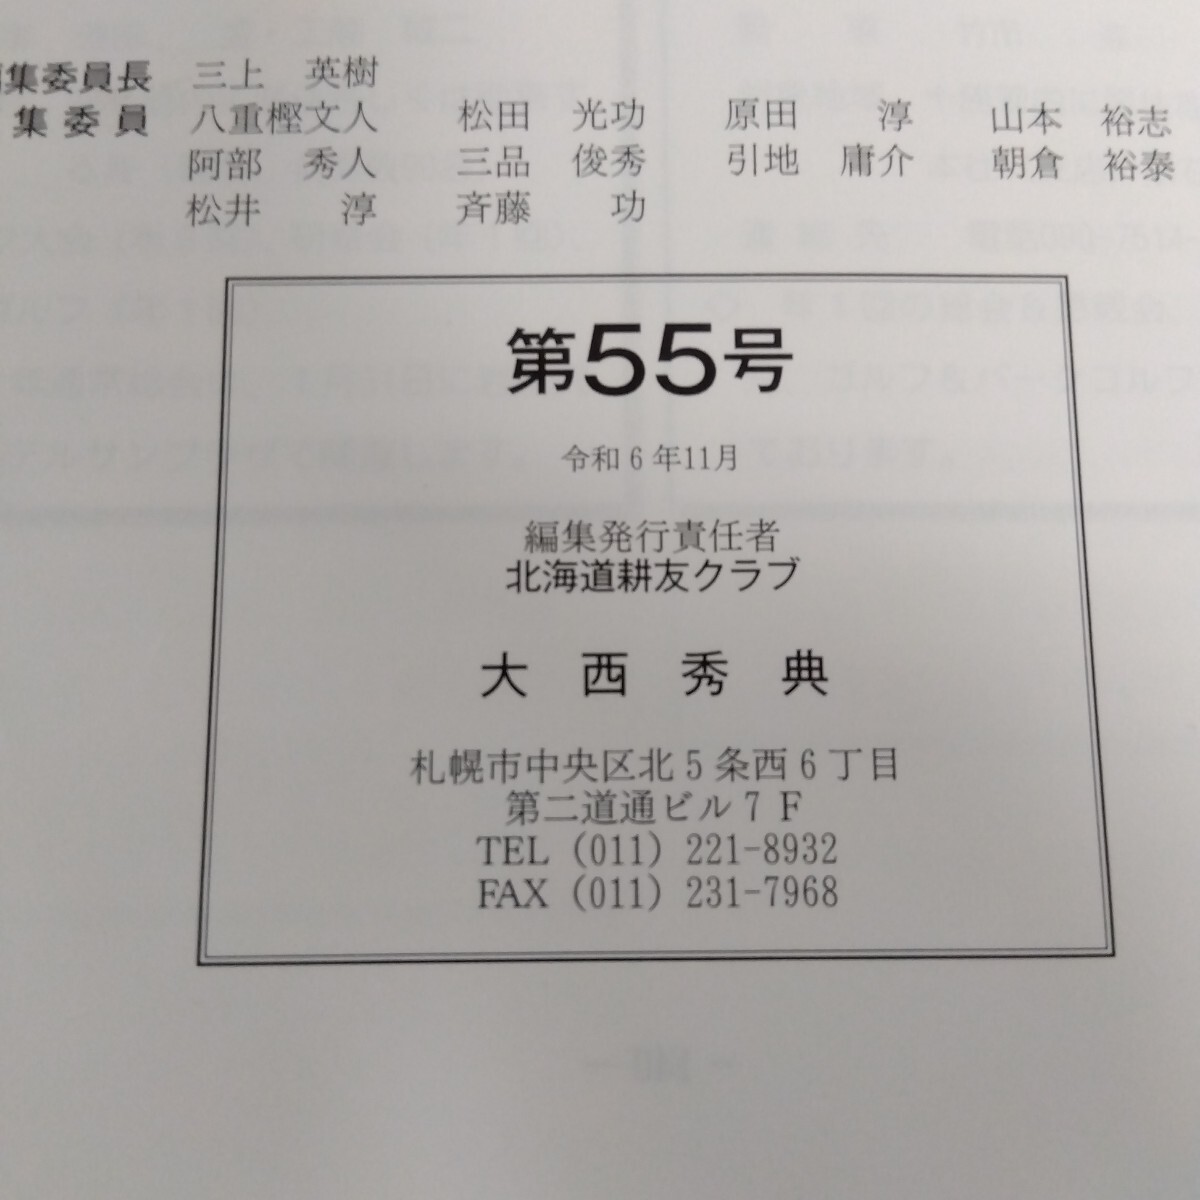 集委員長 三上 英樹
集委員 八重樫文人 松田 光功 原田 淳 山本 裕志
阿部 秀人 三品 俊秀 引地 庸介 朝倉 裕泰
松井 淳 斉藤 功
第55号
令和6年11月
編集発行責任者
北海道耕友クラブ
大西秀典
札幌市中央区北5条西6丁目
第二道通ビル7F
TEL (011) 221-8932
FAX (011) 231-7968